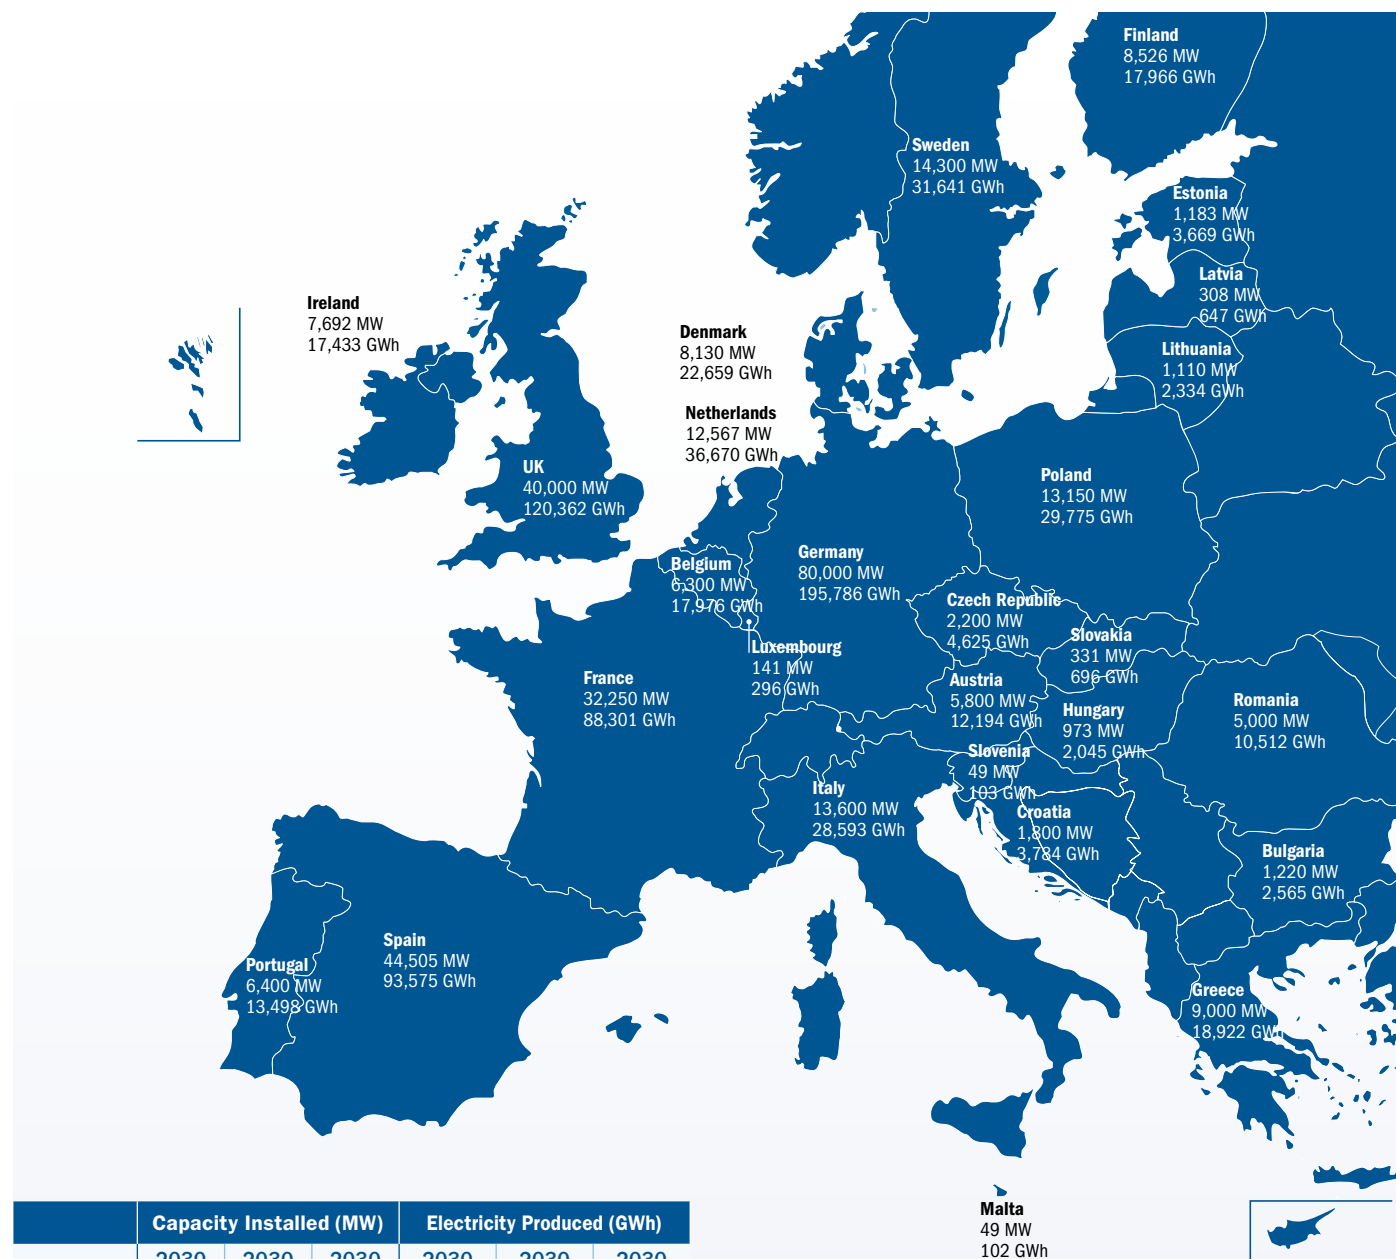 Finland
8,526 MW
17,966 GWh
Sweden
14,300 MW
31,641 GWh
Estonia
1,183 MW
3,669 GWh
Latvia
308 MW
647 GWh
Ireland
7,692 MW
17,433 GWh
Denmark
8,130 MW
22,659 GWh
Lithuania
1,110 MW
2,334 GWh
Netherlands
12,567 MW
36,670 GWh
UK
40,000 MW
120,362 GWh
Poland
13,150 MW
29,775 GWh
Germany
80,000 MW
195,786 GWh
Belgium
6,300 MW
17,976 GWh
Czech Republic
2,200 MW
4,625 GWh
Slovakia
331 MW
696 GWh
Luxembourg
141 MW
296 GWh
France
32,250 MW
88,301 GWh
Austria
5,800 MW
12,194 GWh
Romania
5,000 MW
10,512 GWh
Hungary
973 MW
2,045 GWh
Slovenia
49 MW
103 GWh
Italy
13,600 MW
28,593 GWh
Croatia
1,800 MW
3,784 GWh
Bulgaria
1,220 MW
2,565 GWh
Spain
44,505 MW
93,575 GWh
Portugal
6,400 MW
13,498 GWh
Greece
9,000 MW
18,922 GWh
Malta
49 MW
102 GWh
Capacity Installed (MW) Electricity Produced (GWh)
2030 2030 2030 2030 2030 2030